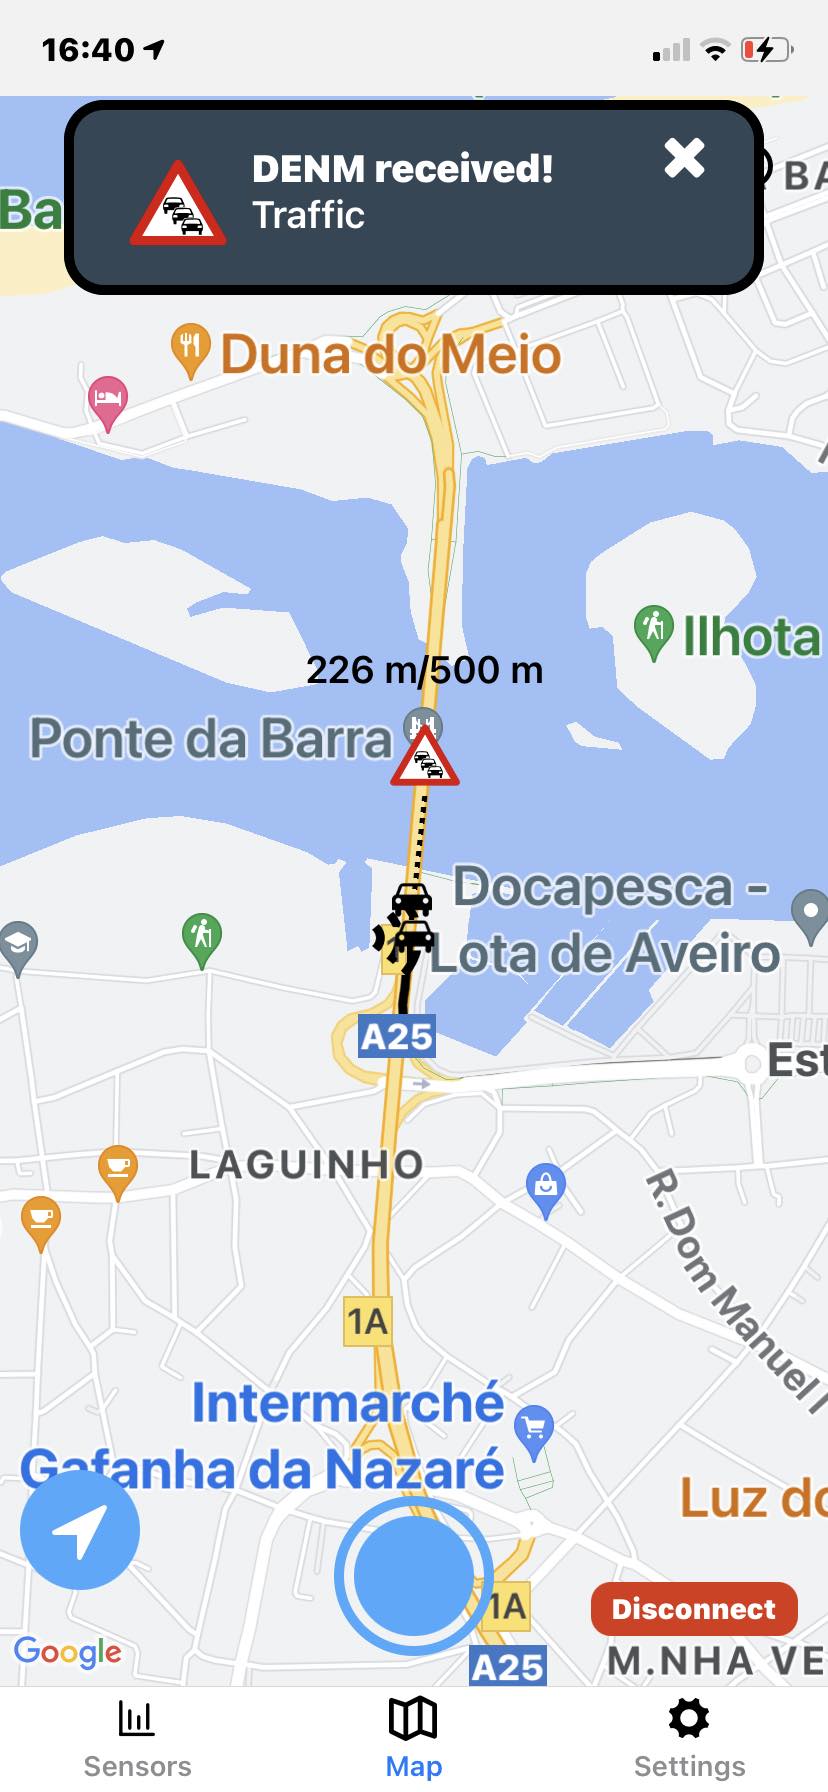 16:40
DENM received!
Traffic
Ba
BA
Duna do Meio
Ilhota
226 m/500 m
Ponte da Barra
Docapesca -
Lota de Aveiro
A25
Est
LAGUINHO
R. Dom Manuel I
1A
Intermarché
Gafanha da Nazaré
Luz do
1A
Disconnect
Google
A25
M.NHA VE
Sensors
Map
Settings